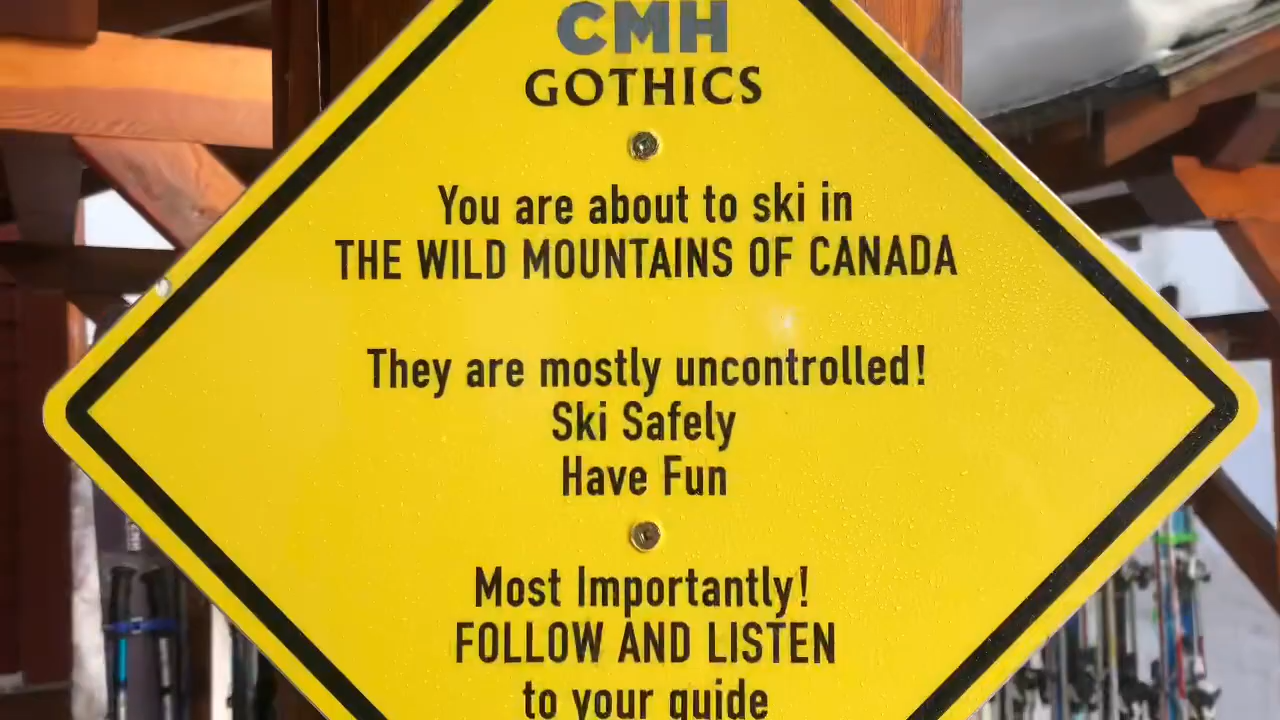 CMH
GOTHICS
You are about to ski in
THE WILD MOUNTAINS OF CANADA
They are mostly uncontrolled!
Ski Safely
Have Fun
Most Importantly!
FOLLOW AND LISTEN
to your guide